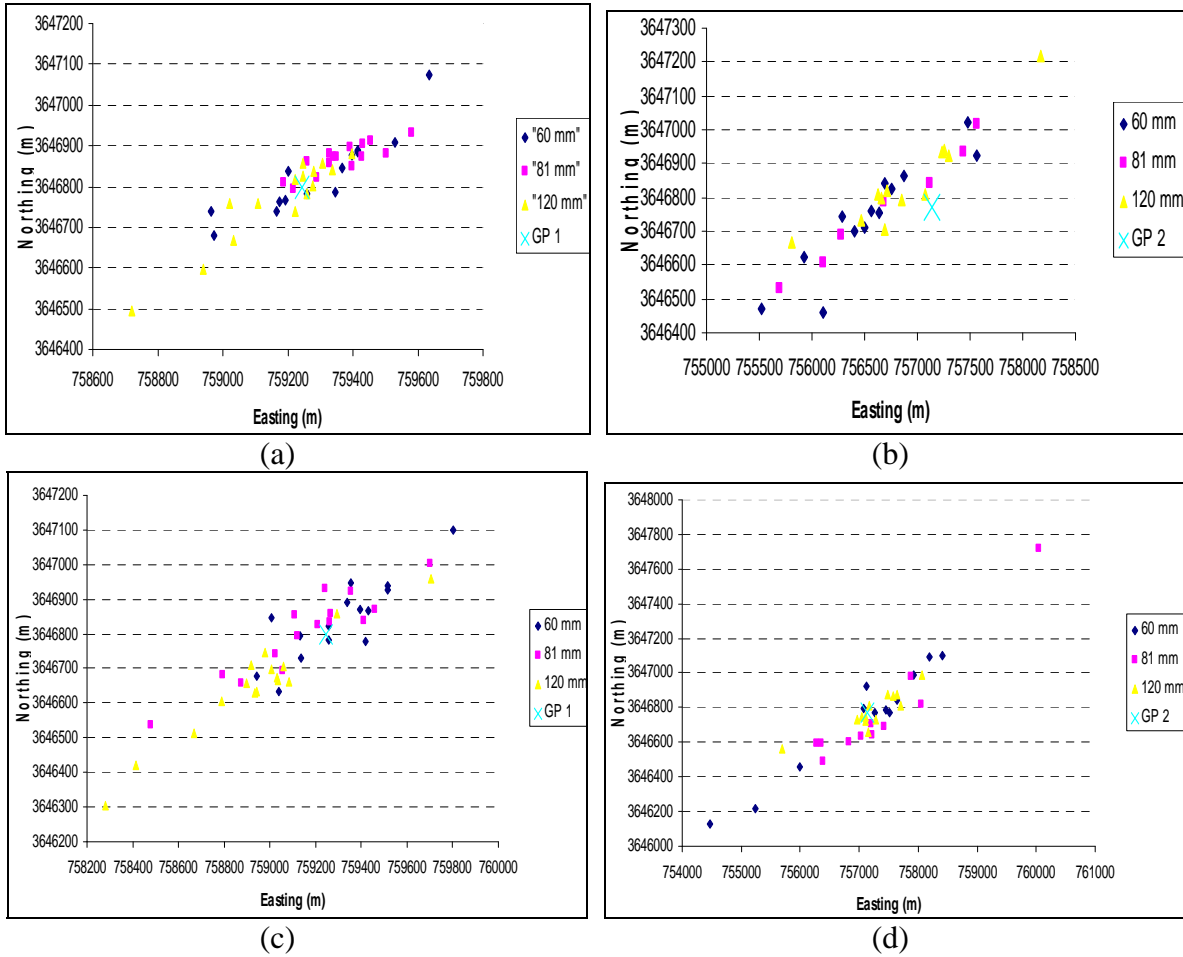 3647200
3647100
3647000
3646900
3646800
3646700
3646600
3646500
3646400
Northing (m)
758600 758800 759000 759200 759400 759600 759800
Easting (m)
"60 mm"
"81 mm"
"120 mm"
GP 1
(a)
3647300
3647200
3647100
3647000
3646900
3646800
3646700
3646600
3646500
3646400
Northing (m)
755000 755500 756000 756500 757000 757500 758000 758500
Easting (m)
60 mm
81 mm
120 mm
GP 2
(b)
3647200
3647100
3647000
3646900
3646800
3646700
3646600
3646500
3646400
3646300
3646200
Northing (m)
758200 758400 758600 758800 759000 759200 759400 759600 759800 760000
Easting (m)
60 mm
81 mm
120 mm
GP 1
(c)
3648000
3647800
3647600
3647400
3647200
3647000
3646800
3646600
3646400
3646200
3646000
Northing (m)
754000 755000 756000 757000 758000 759000 760000 761000
Easting (m)
60 mm
81 mm
120 mm
GP 2
(d)